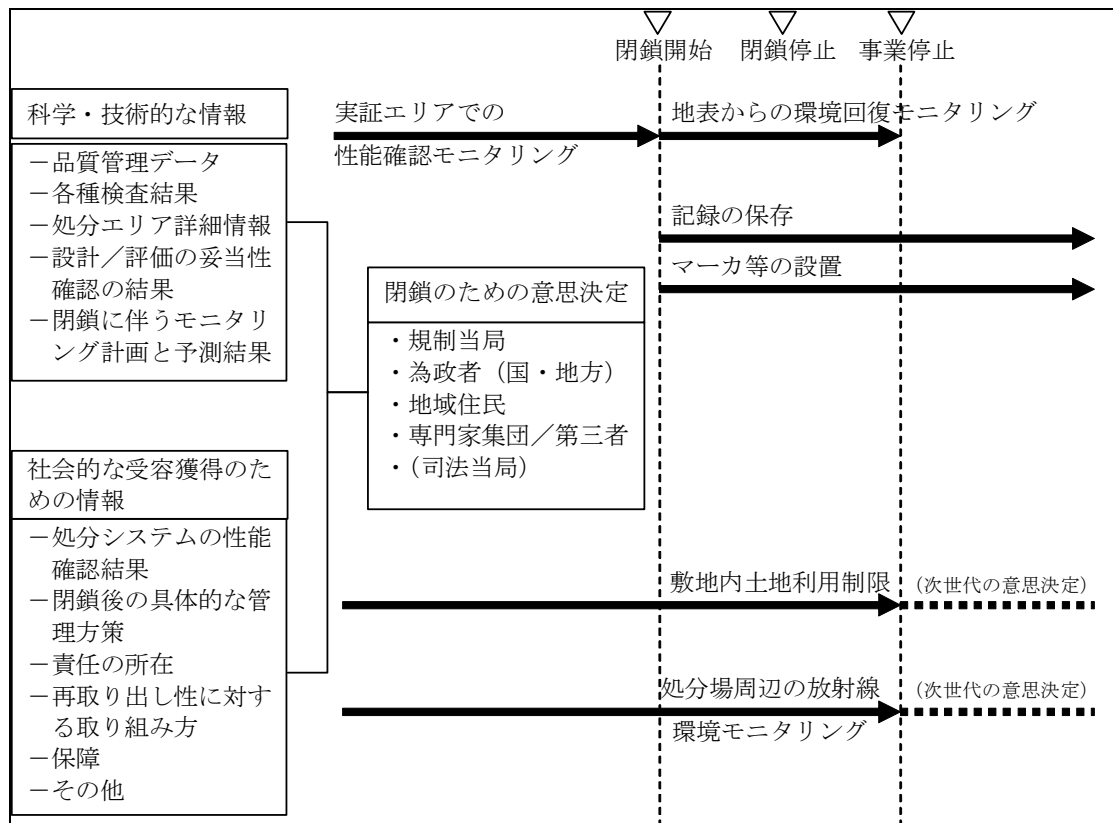 閉鎖開始 閉鎖停止 事業停止
科学・技術的な情報
－品質管理データ
－各種検査結果
－処分エリア詳細情報
－設計／評価の妥当性
確認の結果
－閉鎖に伴うモニタリ
ング計画と予測結果
実証エリアでの
性能確認モニタリング
地表からの環境回復モニタリング
記録の保存
マーカ等の設置
閉鎖のための意思決定
・規制当局
・為政者（国・地方）
・地域住民
・専門家集団／第三者
・（司法当局）
社会的な受容獲得のた
めの情報
－処分システムの性能
確認結果
－閉鎖後の具体的な管
理方策
－責任の所在
－再取り出し性に対す
る取り組み方
－保障
－その他
敷地内土地利用制限
（次世代の意思決定）
処分場周辺の放射線
環境モニタリング
（次世代の意思決定）